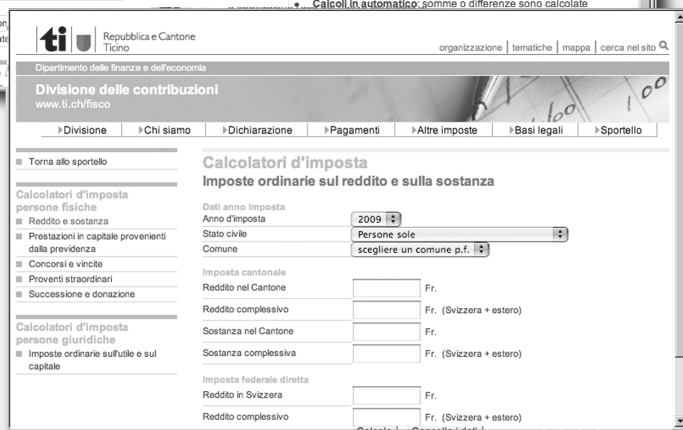 Calcoli in automatico: somme o differenze sono calcolate
ti
Repubblica e Cantone
Ticino
organizzazione | tematiche | mappa | cerca nel sito
Dipartimento delle finanze e dell'economia
Divisione delle contribuzioni
www.ti.ch/fisco
Divisione
Chi siamo
Dichiarazione
Pagamenti
Altre imposte
Basi legali
Sportello
Torna allo sportello
Calcolatori d'imposta
persone fisiche
Reddito e sostanza
Prestazioni in capitale provenienti
dalla previdenza
Concorsi e vincite
Proventi straordinari
Successione e donazione
Calcolatori d'imposta
persone giuridiche
Imposte ordinarie sull'utile e sul
capitale
Calcolatori d'imposta
Imposte ordinarie sul reddito e sulla sostanza
Dati anno imposta
Anno d'imposta 2009
Stato civile Persone sole
Comune scegliere un comune p.f.
Imposta cantonale
Reddito nel Cantone Fr.
Reddito complessivo Fr. (Svizzera + estero)
Sostanza nel Cantone Fr.
Sostanza complessiva Fr. (Svizzera + estero)
Imposta federale diretta
Reddito in Svizzera Fr.
Reddito complessivo Fr. (Svizzera + estero)